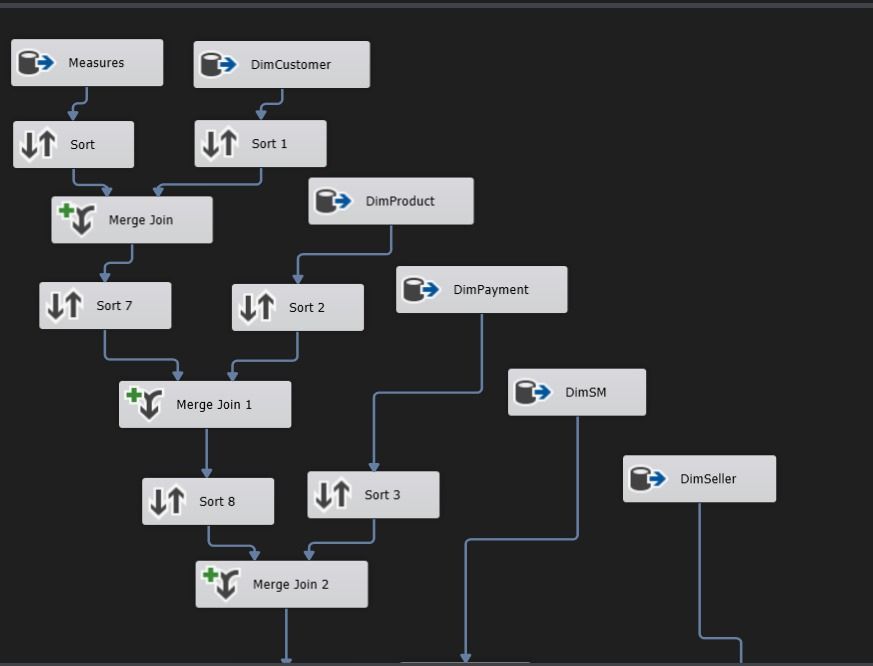 Measures
DimCustomer
Sort
Sort 1
DimProduct
Merge Join
DimPayment
Sort 7
Sort 2
DimSM
Merge Join 1
DimSeller
Sort 8
Sort 3
Merge Join 2